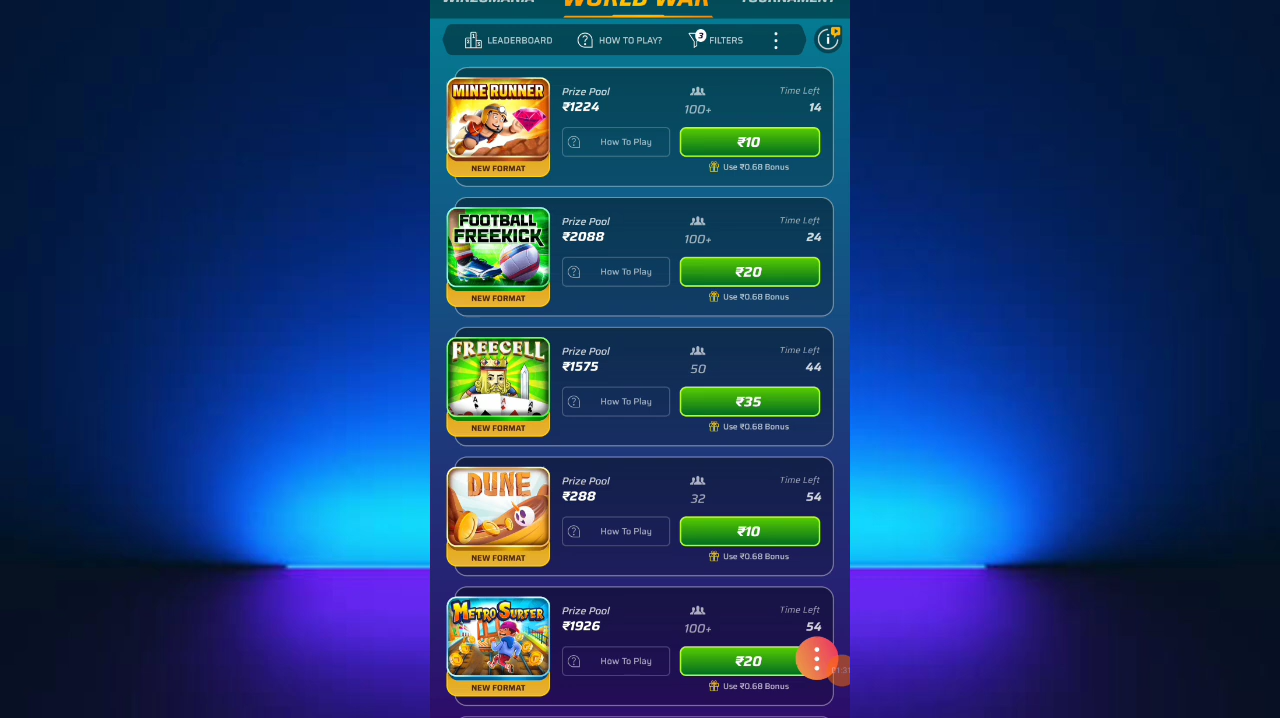 WINZOMANIA WORLD WAR TOURNAMENT
LEADERBOARD HOW TO PLAY? 3 FILTERS
MINE RUNNER
NEW FORMAT
Prize Pool
₹1224
100+
Time Left
14
How To Play
₹10
Use ₹0.68 Bonus
FOOTBALL
FREEKICK
NEW FORMAT
Prize Pool
₹2088
100+
Time Left
24
How To Play
₹20
Use ₹0.68 Bonus
FREECELL
A A A
NEW FORMAT
Prize Pool
₹1575
50
Time Left
44
How To Play
₹35
Use ₹0.68 Bonus
DUNE
NEW FORMAT
Prize Pool
₹288
32
Time Left
54
How To Play
₹10
Use ₹0.68 Bonus
METRO SURFER
NEW FORMAT
Prize Pool
₹1926
100+
Time Left
54
How To Play
₹20
Use ₹0.68 Bonus
01:31